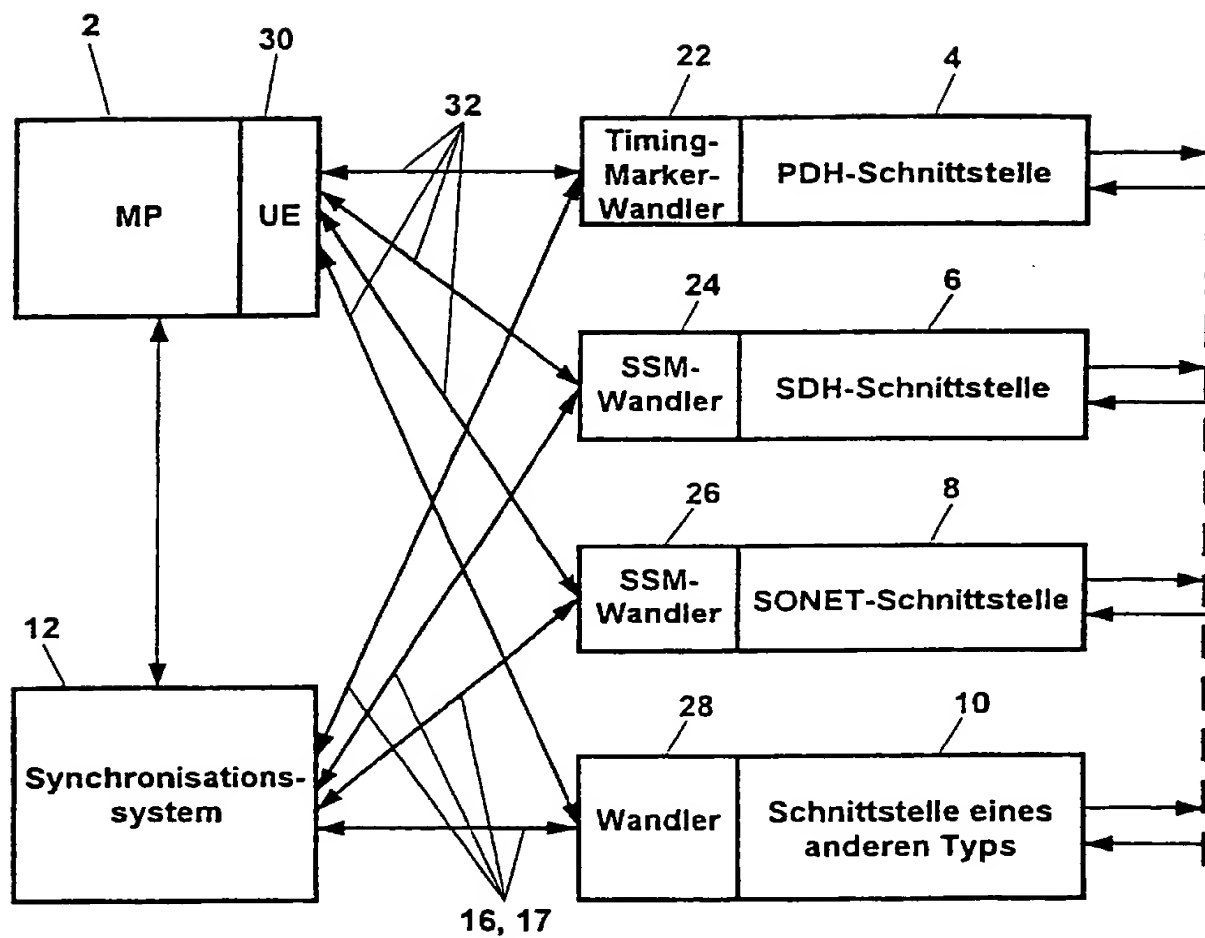 2
30
22
4
32
MP
UE
Timing-
Marker-
Wandler
PDH-Schnittstelle
24
6
SSM-
Wandler
SDH-Schnittstelle
26
8
SSM-
Wandler
SONET-Schnittstelle
12
28
10
Synchronisations-
system
Wandler
Schnittstelle eines
anderen Typs
16, 17